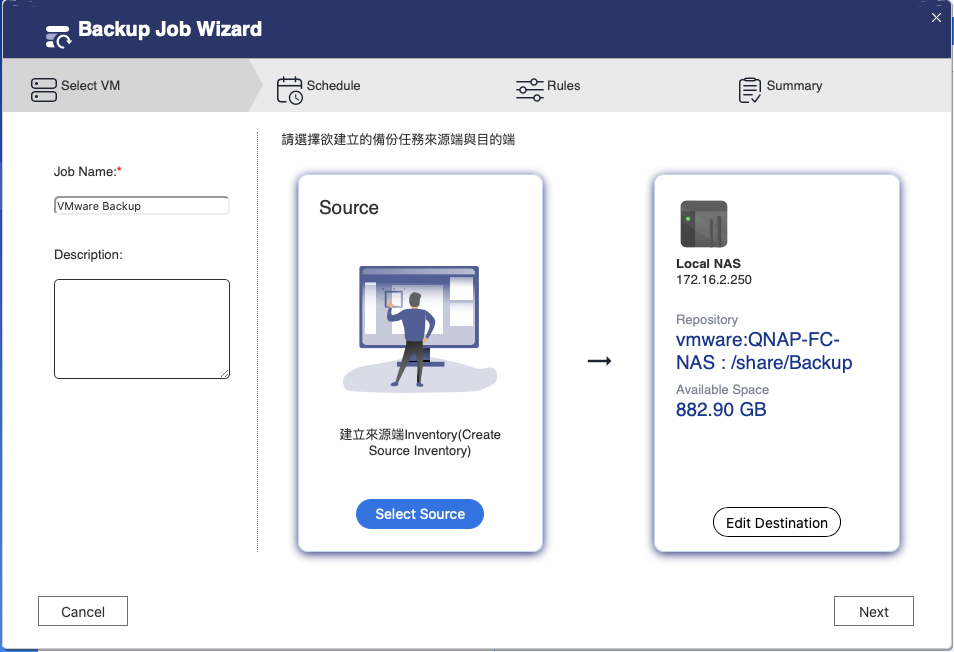 Backup Job Wizard
Select VM
Schedule
Rules
Summary
請選擇欲建立的備份任務來源端與目的端
Job Name:*
VMware Backup
Description:
Source
建立來源端Inventory(Create
Source Inventory)
Select Source
Local NAS
172.16.2.250
Repository
vmware:QNAP-FC-
NAS : /share/Backup
Available Space
882.90 GB
Edit Destination
Cancel
Next